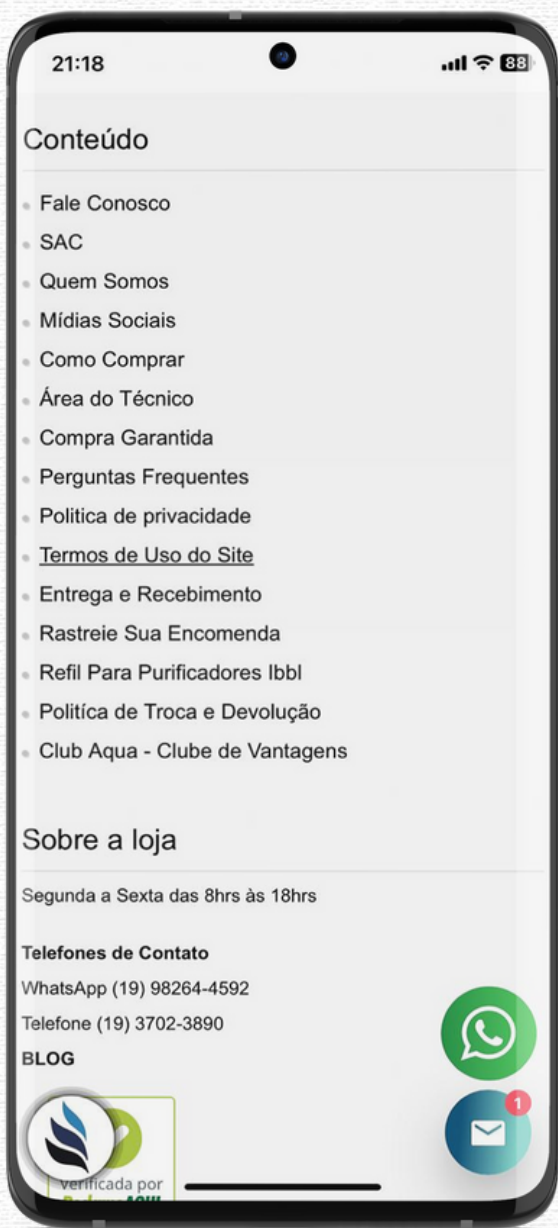 21:18
88
Conteúdo
Fale Conosco
SAC
Quem Somos
Mídias Sociais
Como Comprar
Área do Técnico
Compra Garantida
Perguntas Frequentes
Politica de privacidade
Termos de Uso do Site
Entrega e Recebimento
Rastreie Sua Encomenda
Refil Para Purificadores Ibbl
Politíca de Troca e Devolução
Club Aqua - Clube de Vantagens
Sobre a loja
Segunda a Sexta das 8hrs às 18hrs
Telefones de Contato
WhatsApp (19) 98264-4592
Telefone (19) 3702-3890
BLOG
1
verificada por